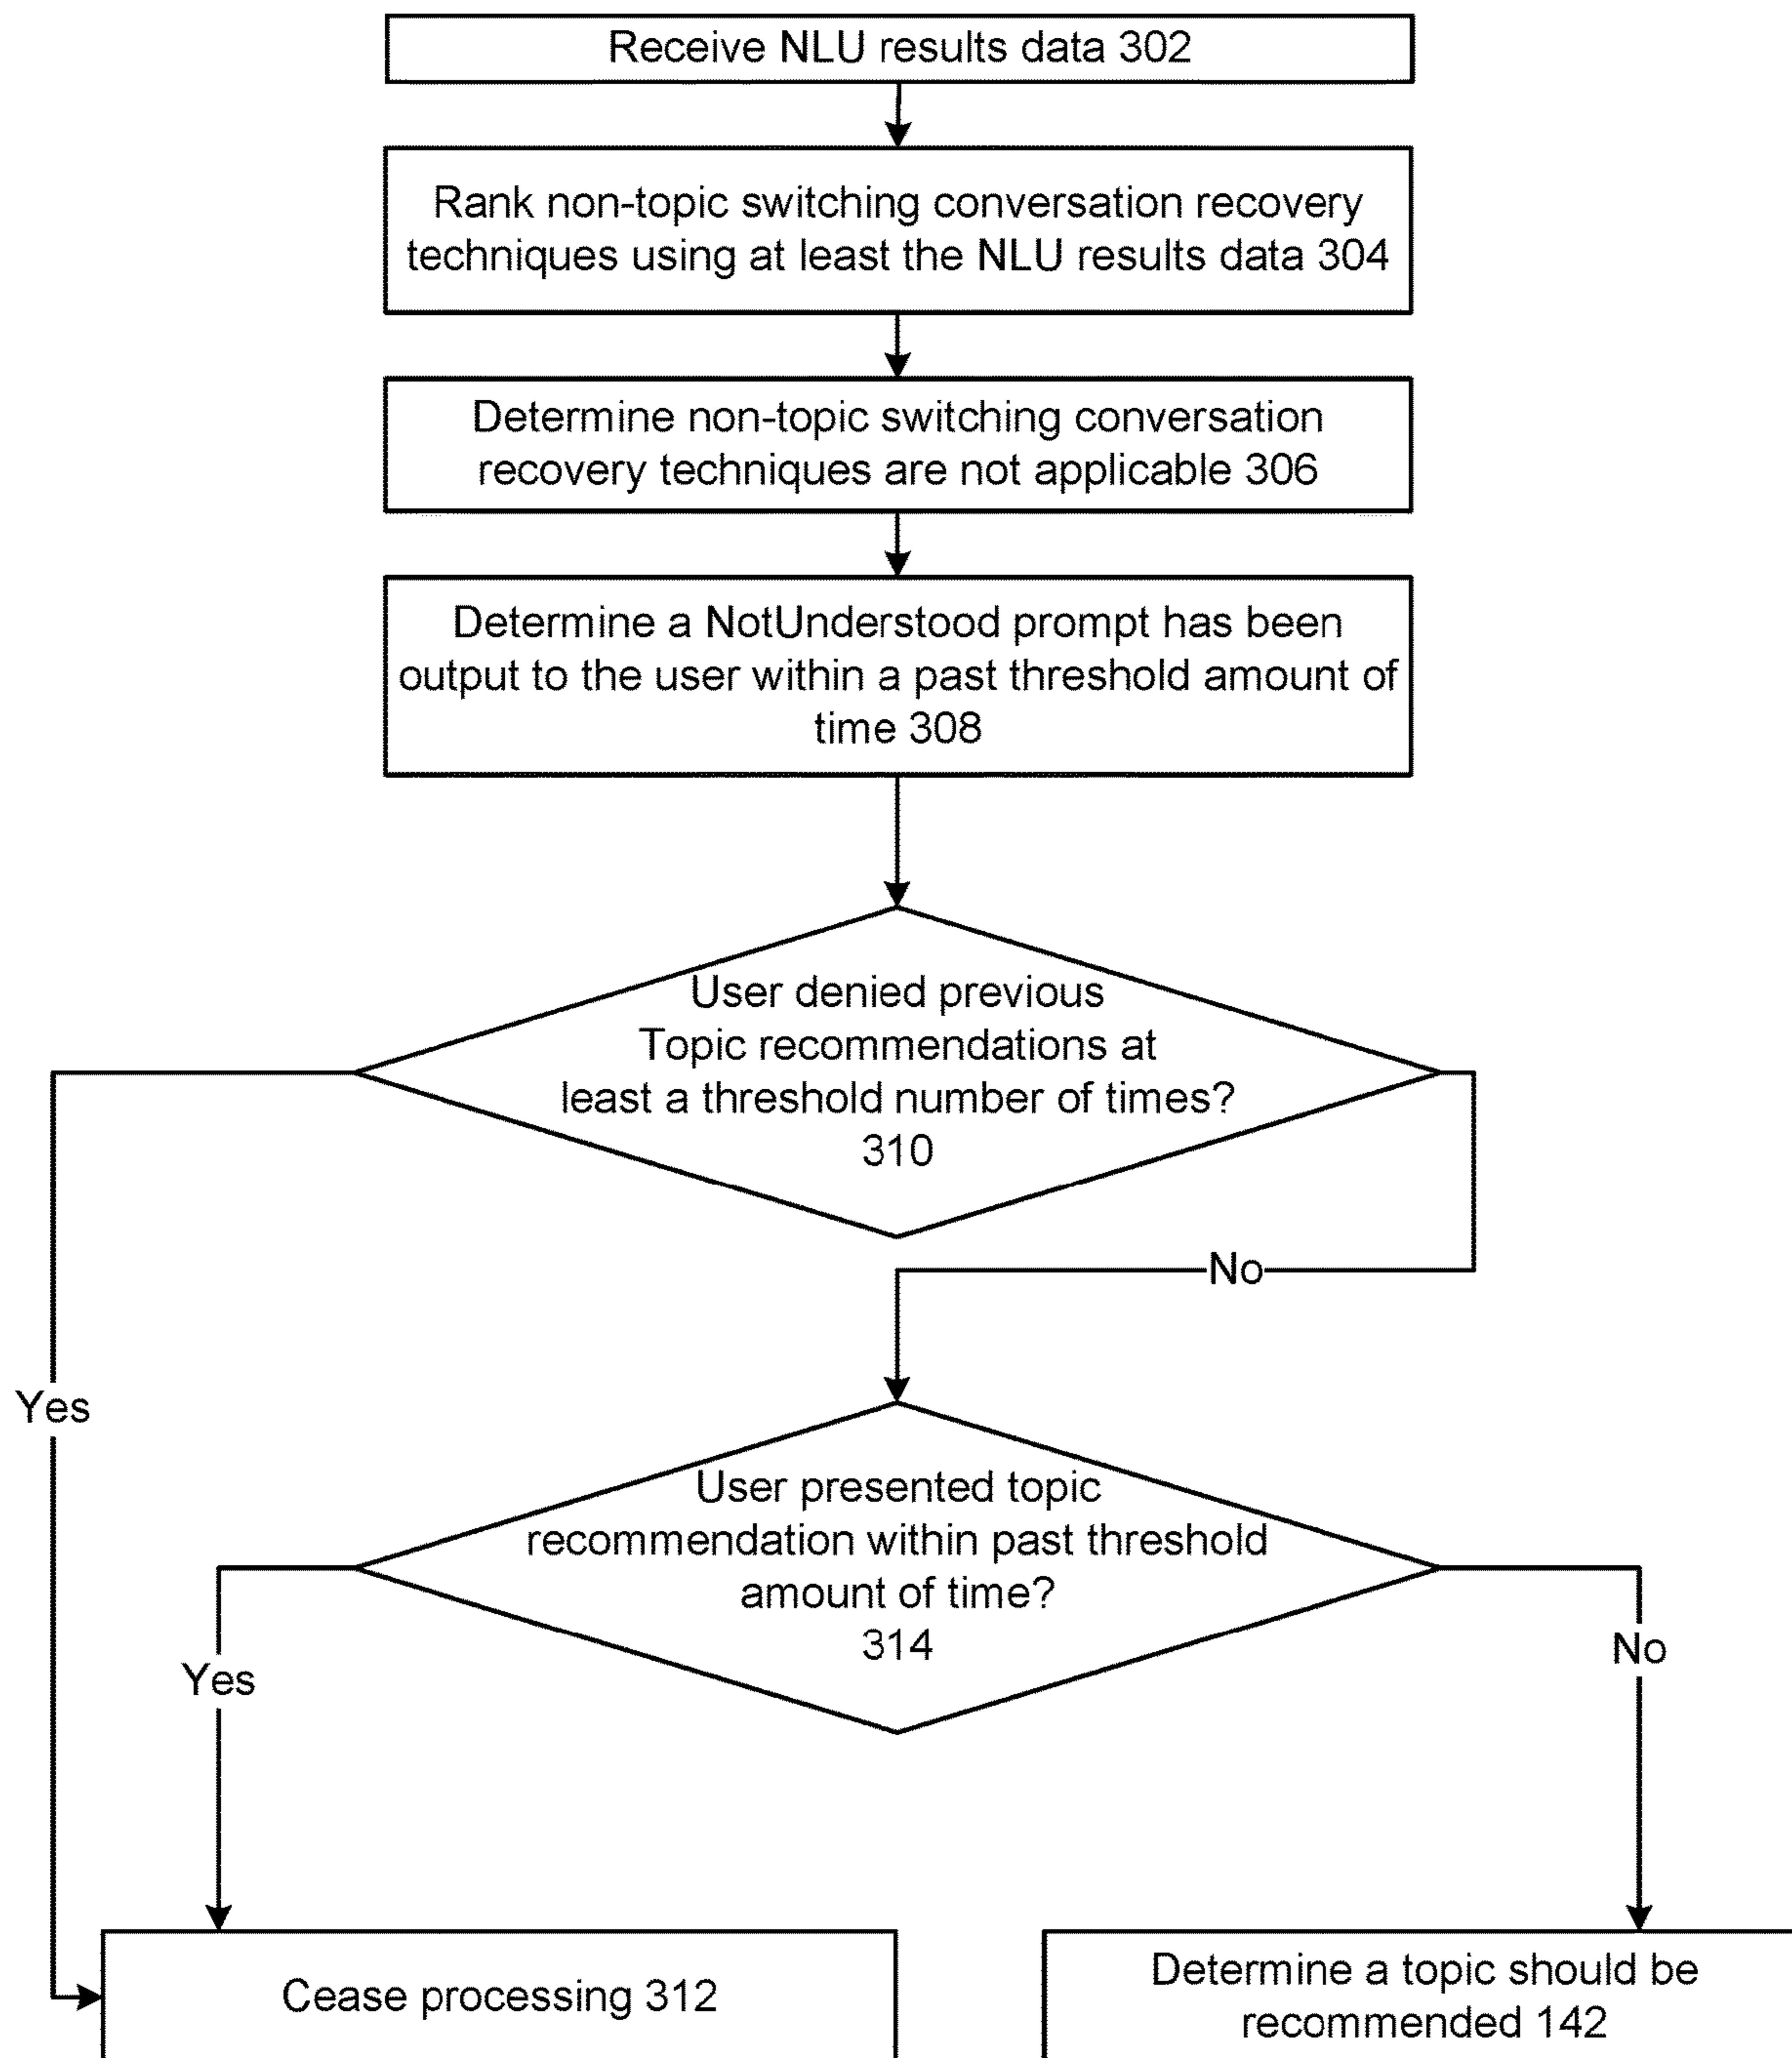 Receive NLU results data 302
Rank non-topic switching conversation recovery
techniques using at least the NLU results data 304
Determine non-topic switching conversation
recovery techniques are not applicable 306
Determine a NotUnderstood prompt has been
output to the user within a past threshold amount of
time 308
User denied previous
Topic recommendations at
least a threshold number of times?
310
No
Yes
User presented topic
recommendation within past threshold
amount of time?
314
Yes
No
Cease processing 312
Determine a topic should be
recommended 142